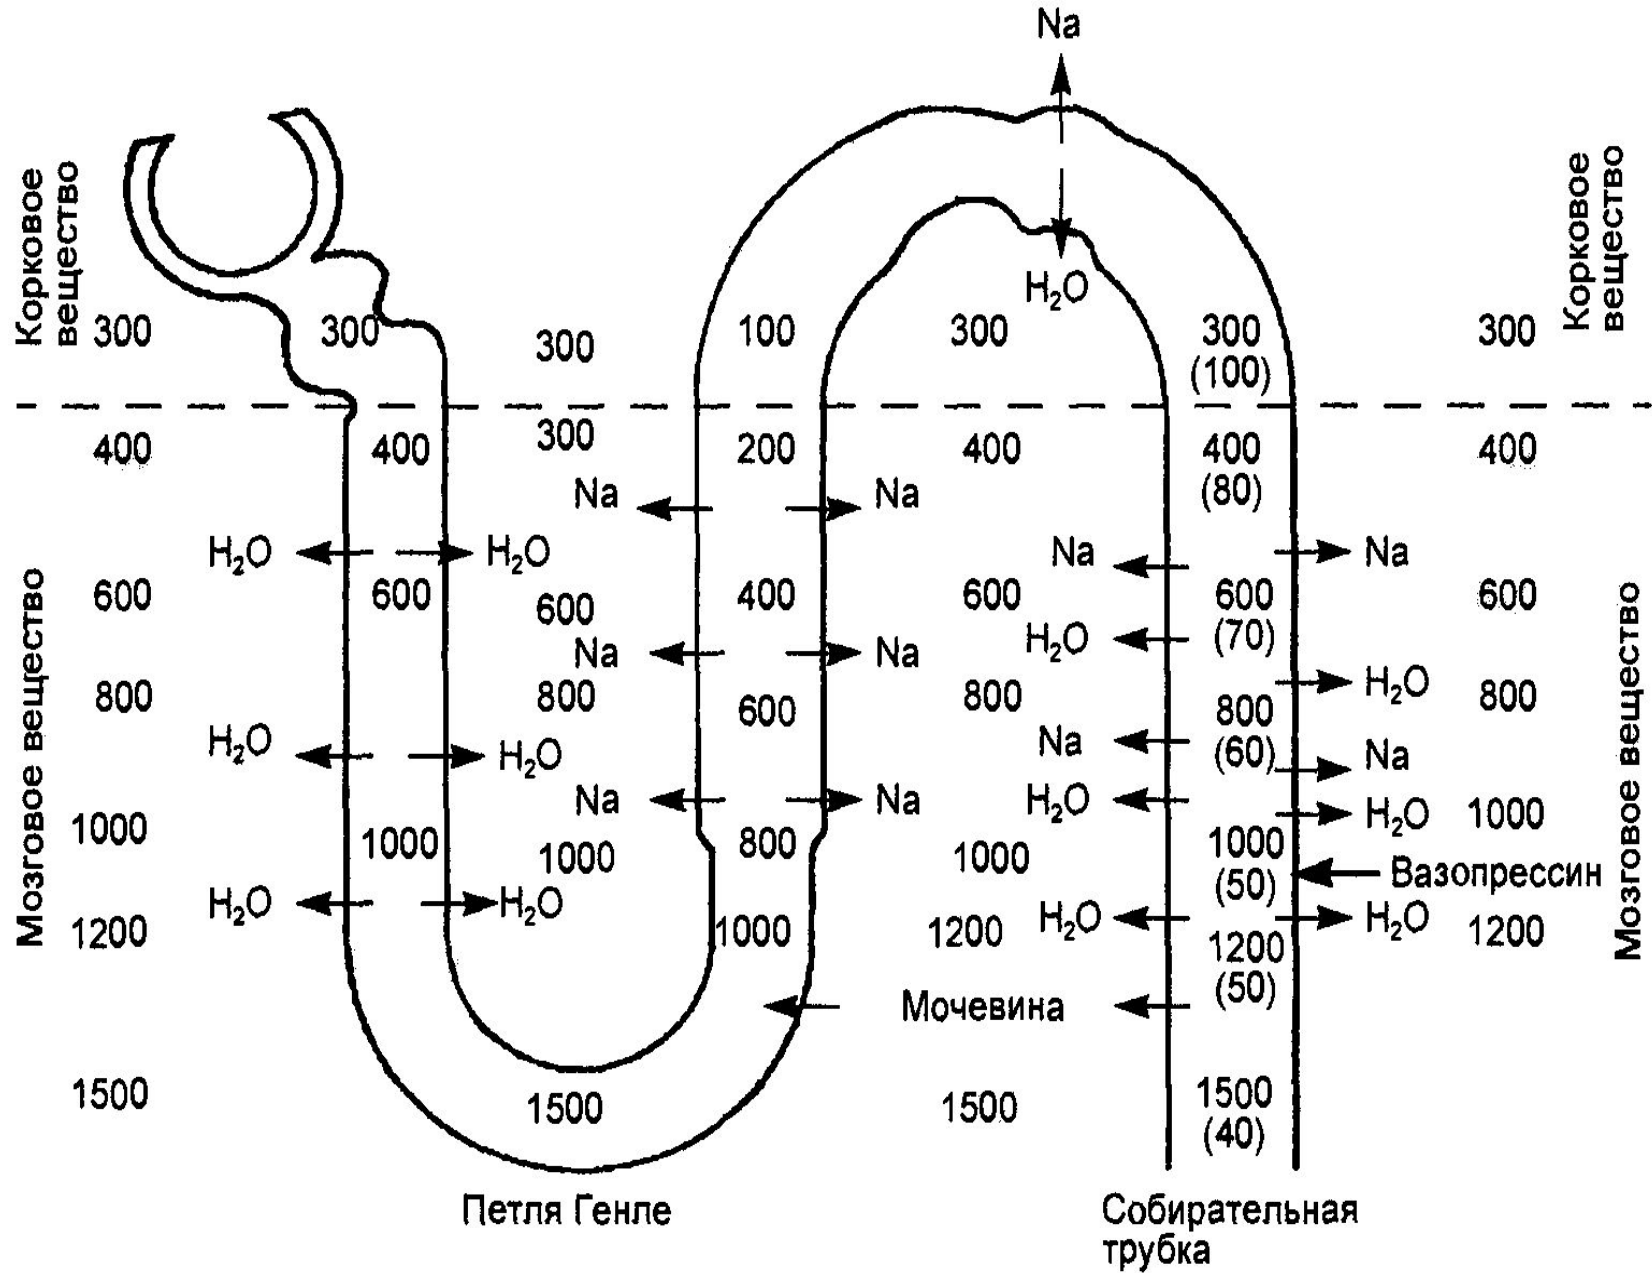 Na
Корковое
вещество
Корковое
вещество
H₂O
300
300
300
100
300
300
(100)
300
400
400
300
200
400
400
(80)
400
Na
Na
H₂O
H₂O
Na
Na
600
600
600
400
600
600
(70)
600
Na
Na
H₂O
H₂O
800
800
600
800
800
(60)
800
H₂O
H₂O
Na
Na
Na
Na
H₂O
H₂O
1000
1000
1000
800
1000
1000
(50)
1000
Вазопрессин
H₂O
H₂O
H₂O
H₂O
1200
1000
1200
1200
(50)
1200
Мочевина
1500
1500
1500
1500
(40)
Мозговое вещество
Мозговое вещество
Петля Генле
Собирательная
трубка